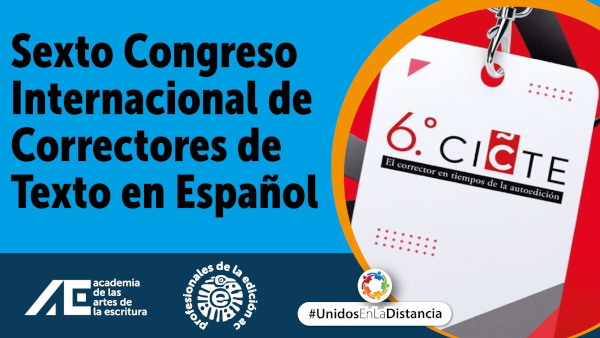 Sexto Congreso
Internacional de
Correctores de
Texto en Español
6.º CICTE
El corrector en tiempos de la autoedición
AE academia
de las
artes de
la escritura
profesionales de la edición ac
#UnidosEnLaDistancia